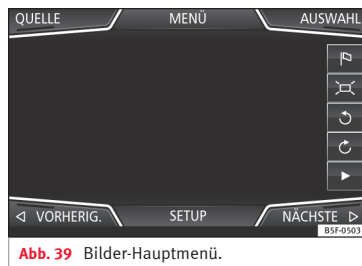 QUELLE MENÜ AUSWAHL
◁ VORHERIG. SETUP NÄCHSTE ▷
B5F-0503
Abb. 39 Bilder-Hauptmenü.